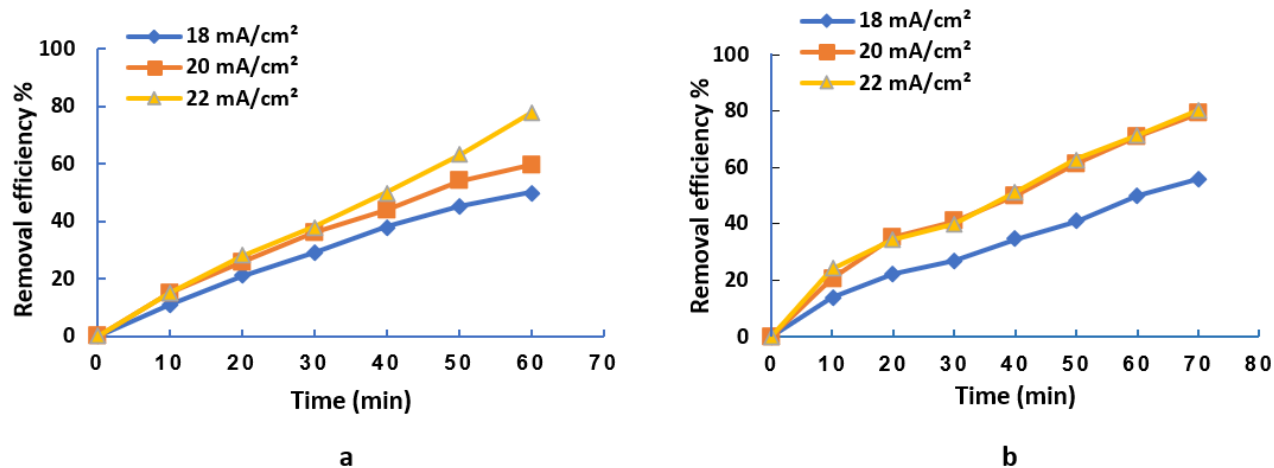 18 mA/cm²
20 mA/cm²
22 mA/cm²
100
80
60
40
20
0
Removal efficiency %
0 10 20 30 40 50 60 70
Time (min)
a
18 mA/cm²
20 mA/cm²
22 mA/cm²
100
80
60
40
20
0
Removal efficiency %
0 10 20 30 40 50 60 70 80
Time (min)
b